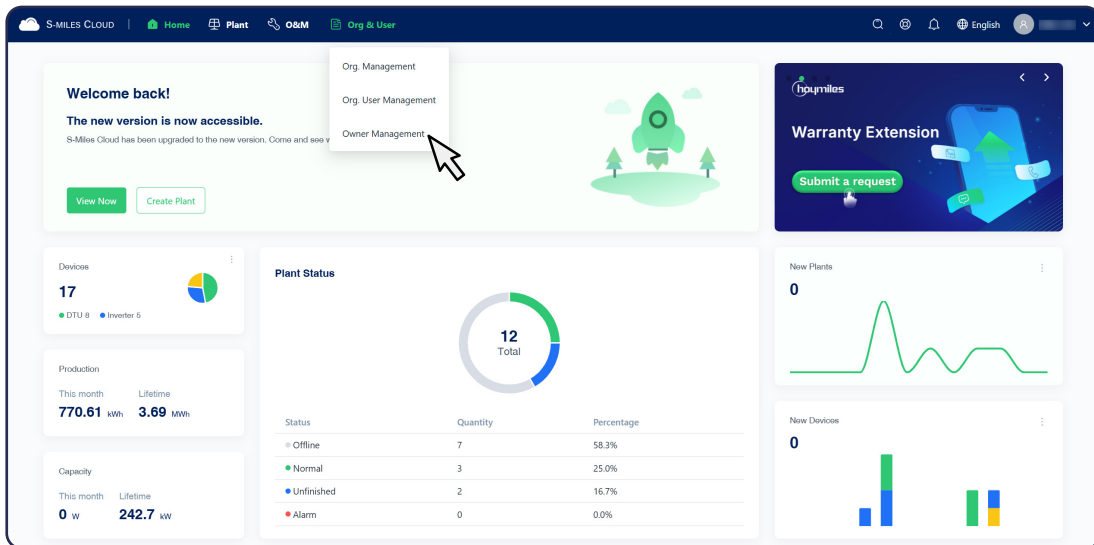 S-MILES CLOUD | Home Plant O&M Org & User English
Org. Management
Org. User Management
Owner Management
Welcome back!
The new version is now accessible.
S-Miles Cloud has been upgraded to the new version. Come and see
View Now Create Plant
hoymiles
Warranty Extension
Submit a request
Devices
17
DTU 8 Inverter 5
Production
This month Lifetime
770.61 kWh 3.69 MWh
Capacity
This month Lifetime
0 W 242.7 kW
Plant Status
12
Total
Status Quantity Percentage
Offline 7 58.3%
Normal 3 25.0%
Unfinished 2 16.7%
Alarm 0 0.0%
New Plants
0
New Devices
0